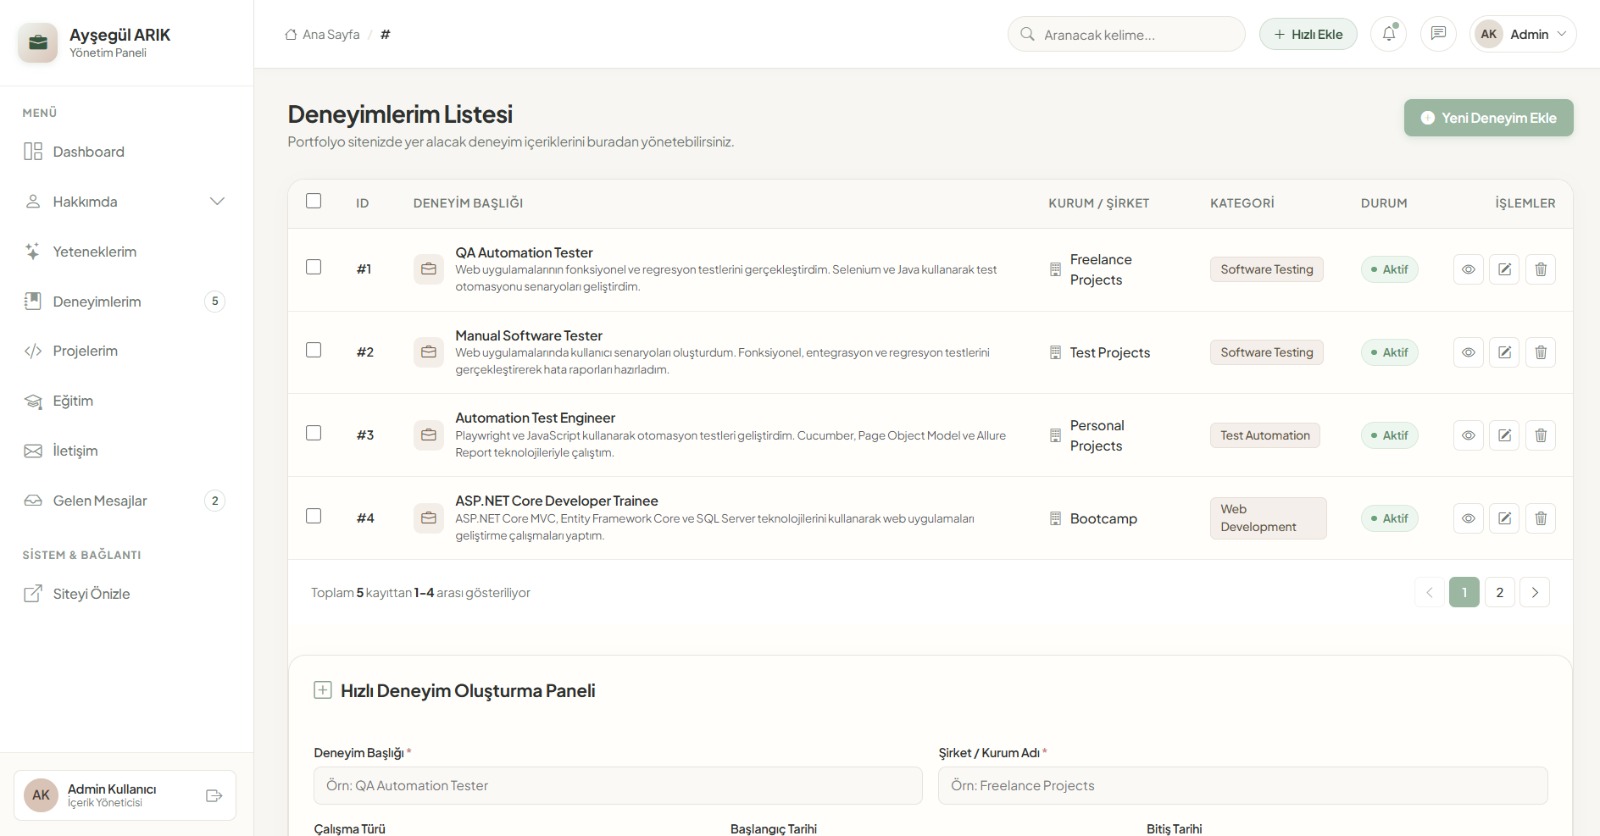 Ayşegül ARIK
Yönetim Paneli
MENÜ
Dashboard
Hakkımda
Yeteneklerim
Deneyimlerim 5
Projelerim
Eğitim
İletişim
Gelen Mesajlar 2
SİSTEM & BAĞLANTI
Siteyi Önizle
AK Admin Kullanıcı
İçerik Yöneticisi
Ana Sayfa / #
Aranacak kelime...
+ Hızlı Ekle
AK Admin
Deneyimlerim Listesi
Portfolyo sitenizde yer alacak deneyim içeriklerini buradan yönetebilirsiniz.
Yeni Deneyim Ekle
ID DENEYİM BAŞLIĞI KURUM / ŞİRKET KATEGORİ DURUM İŞLEMLER
#1
QA Automation Tester
Web uygulamalarının fonksiyonel ve regresyon testlerini gerçekleştirdim. Selenium ve Java kullanarak test
otomasyonu senaryoları geliştirdim.
Freelance
Projects
Software Testing
Aktif
#2
Manual Software Tester
Web uygulamalarında kullanıcı senaryoları oluşturdum. Fonksiyonel, entegrasyon ve regresyon testlerini
gerçekleştirerek hata raporları hazırladım.
Test Projects
Software Testing
Aktif
#3
Automation Test Engineer
Playwright ve JavaScript kullanarak otomasyon testleri geliştirdim. Cucumber, Page Object Model ve Allure
Report teknolojileriyle çalıştım.
Personal
Projects
Test Automation
Aktif
#4
ASP.NET Core Developer Trainee
ASP.NET Core MVC, Entity Framework Core ve SQL Server teknolojilerini kullanarak web uygulamaları
geliştirme çalışmaları yaptım.
Bootcamp
Web
Development
Aktif
Toplam 5 kayıttan 1-4 arası gösteriliyor
1 2
Hızlı Deneyim Oluşturma Paneli
Deneyim Başlığı *
Örn: QA Automation Tester
Şirket / Kurum Adı *
Örn: Freelance Projects
Çalışma Türü
Başlangıç Tarihi
Bitiş Tarihi